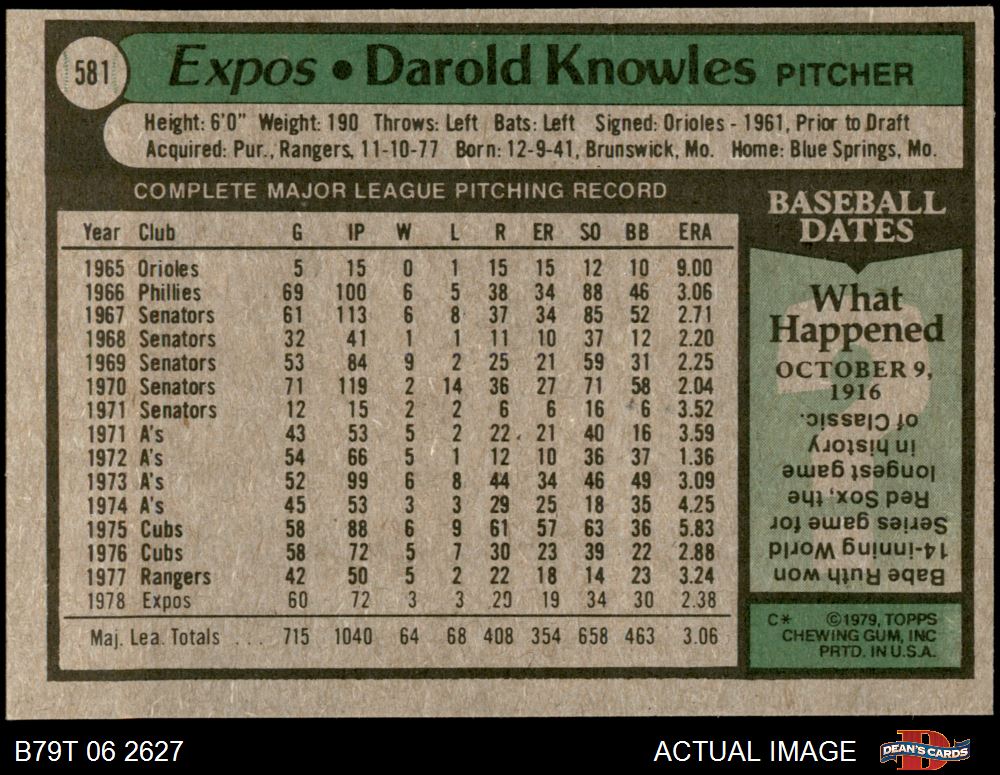 581
Expos • Darold Knowles PITCHER
Height: 6'0" Weight: 190 Throws: Left Bats: Left Signed: Orioles - 1961, Prior to Draft
Acquired: Pur., Rangers, 11-10-77 Born: 12-9-41, Brunswick, Mo. Home: Blue Springs, Mo.
COMPLETE MAJOR LEAGUE PITCHING RECORD
Year Club G IP W L R ER SO BB ERA
1965 Orioles 5 15 0 1 15 15 12 10 9.00
1966 Phillies 69 100 6 5 38 34 88 46 3.06
1967 Senators 61 113 6 8 37 34 85 52 2.71
1968 Senators 32 41 1 1 11 10 37 12 2.20
1969 Senators 53 84 9 2 25 21 59 31 2.25
1970 Senators 71 119 2 14 36 27 71 58 2.04
1971 Senators 12 15 2 2 6 6 16 6 3.52
1971 A's 43 53 5 2 22 21 40 16 3.59
1972 A's 54 66 5 1 12 10 36 37 1.36
1973 A's 52 99 6 8 44 34 46 49 3.09
1974 A's 45 53 3 3 29 25 18 35 4.25
1975 Cubs 58 88 6 9 61 57 63 36 5.83
1976 Cubs 58 72 5 7 30 23 39 22 2.88
1977 Rangers 42 50 5 2 22 18 14 23 3.24
1978 Expos 60 72 3 3 20 19 34 30 2.38
Maj. Lea. Totals . . . 715 1040 64 68 408 354 658 463 3.06
BASEBALL
DATES
What
Happened
OCTOBER 9,
1916
Babe Ruth won
14-inning World
Series game for
Red Sox, the
longest game
in history
of Classic.
C* ©1979, TOPPS
CHEWING GUM, INC
PRTD. IN U.S.A.
B79T 06 2627
ACTUAL IMAGE
D
DEAN'S CARDS